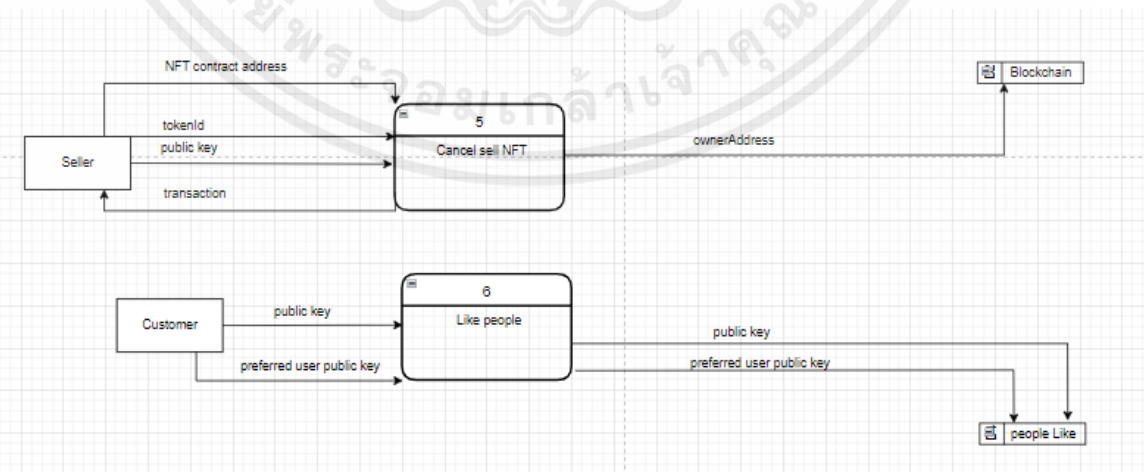 NFT contract address
Blockchain
5
tokenId
ownerAddress
public key
Cancel sell NFT
Seller
transaction
6
public key
Like people
Customer
public key
preferred user public key
preferred user public key
people Like